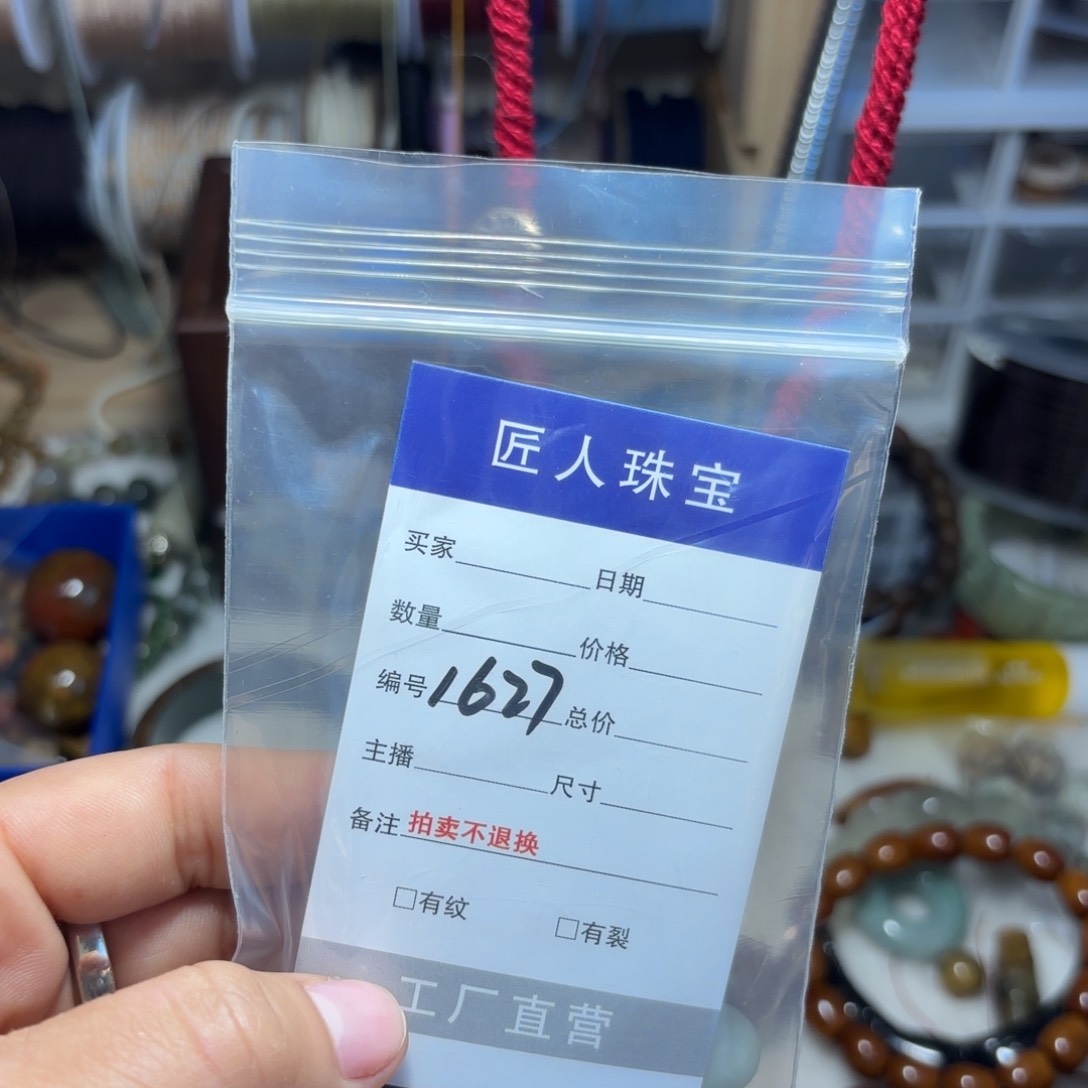 匠人珠宝
买家 日期
数量 价格
编号1627 总价
主播 尺寸
备注 拍卖不退换
□有纹 □有裂
工厂直营